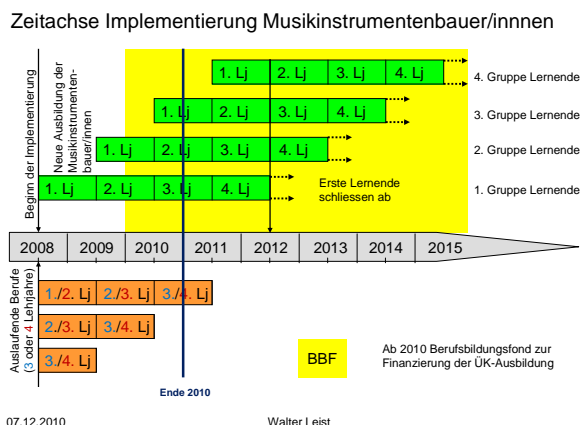 Zeitachse Implementierung Musikinstrumentenbauer/innnen
Beginn der Implementierung
Neue Ausbildung der
Musikinstrumenten-
bauer/innen
1. Lj 2. Lj 3. Lj 4. Lj
4. Gruppe Lernende
1. Lj 2. Lj 3. Lj 4. Lj
3. Gruppe Lernende
1. Lj 2. Lj 3. Lj 4. Lj
2. Gruppe Lernende
1. Lj 2. Lj 3. Lj 4. Lj
Erste Lernende
schliessen ab
1. Gruppe Lernende
2008 2009 2010 2011 2012 2013 2014 2015
Auslaufende Berufe
(3 oder 4 Lehrjahre)
1./2. Lj 2./3. Lj 3./4. Lj
2./3. Lj 3./4. Lj
3./4. Lj
BBF
Ab 2010 Berufsbildungsfond zur
Finanzierung der ÜK-Ausbildung
Ende 2010
07.12.2010
Walter Leist